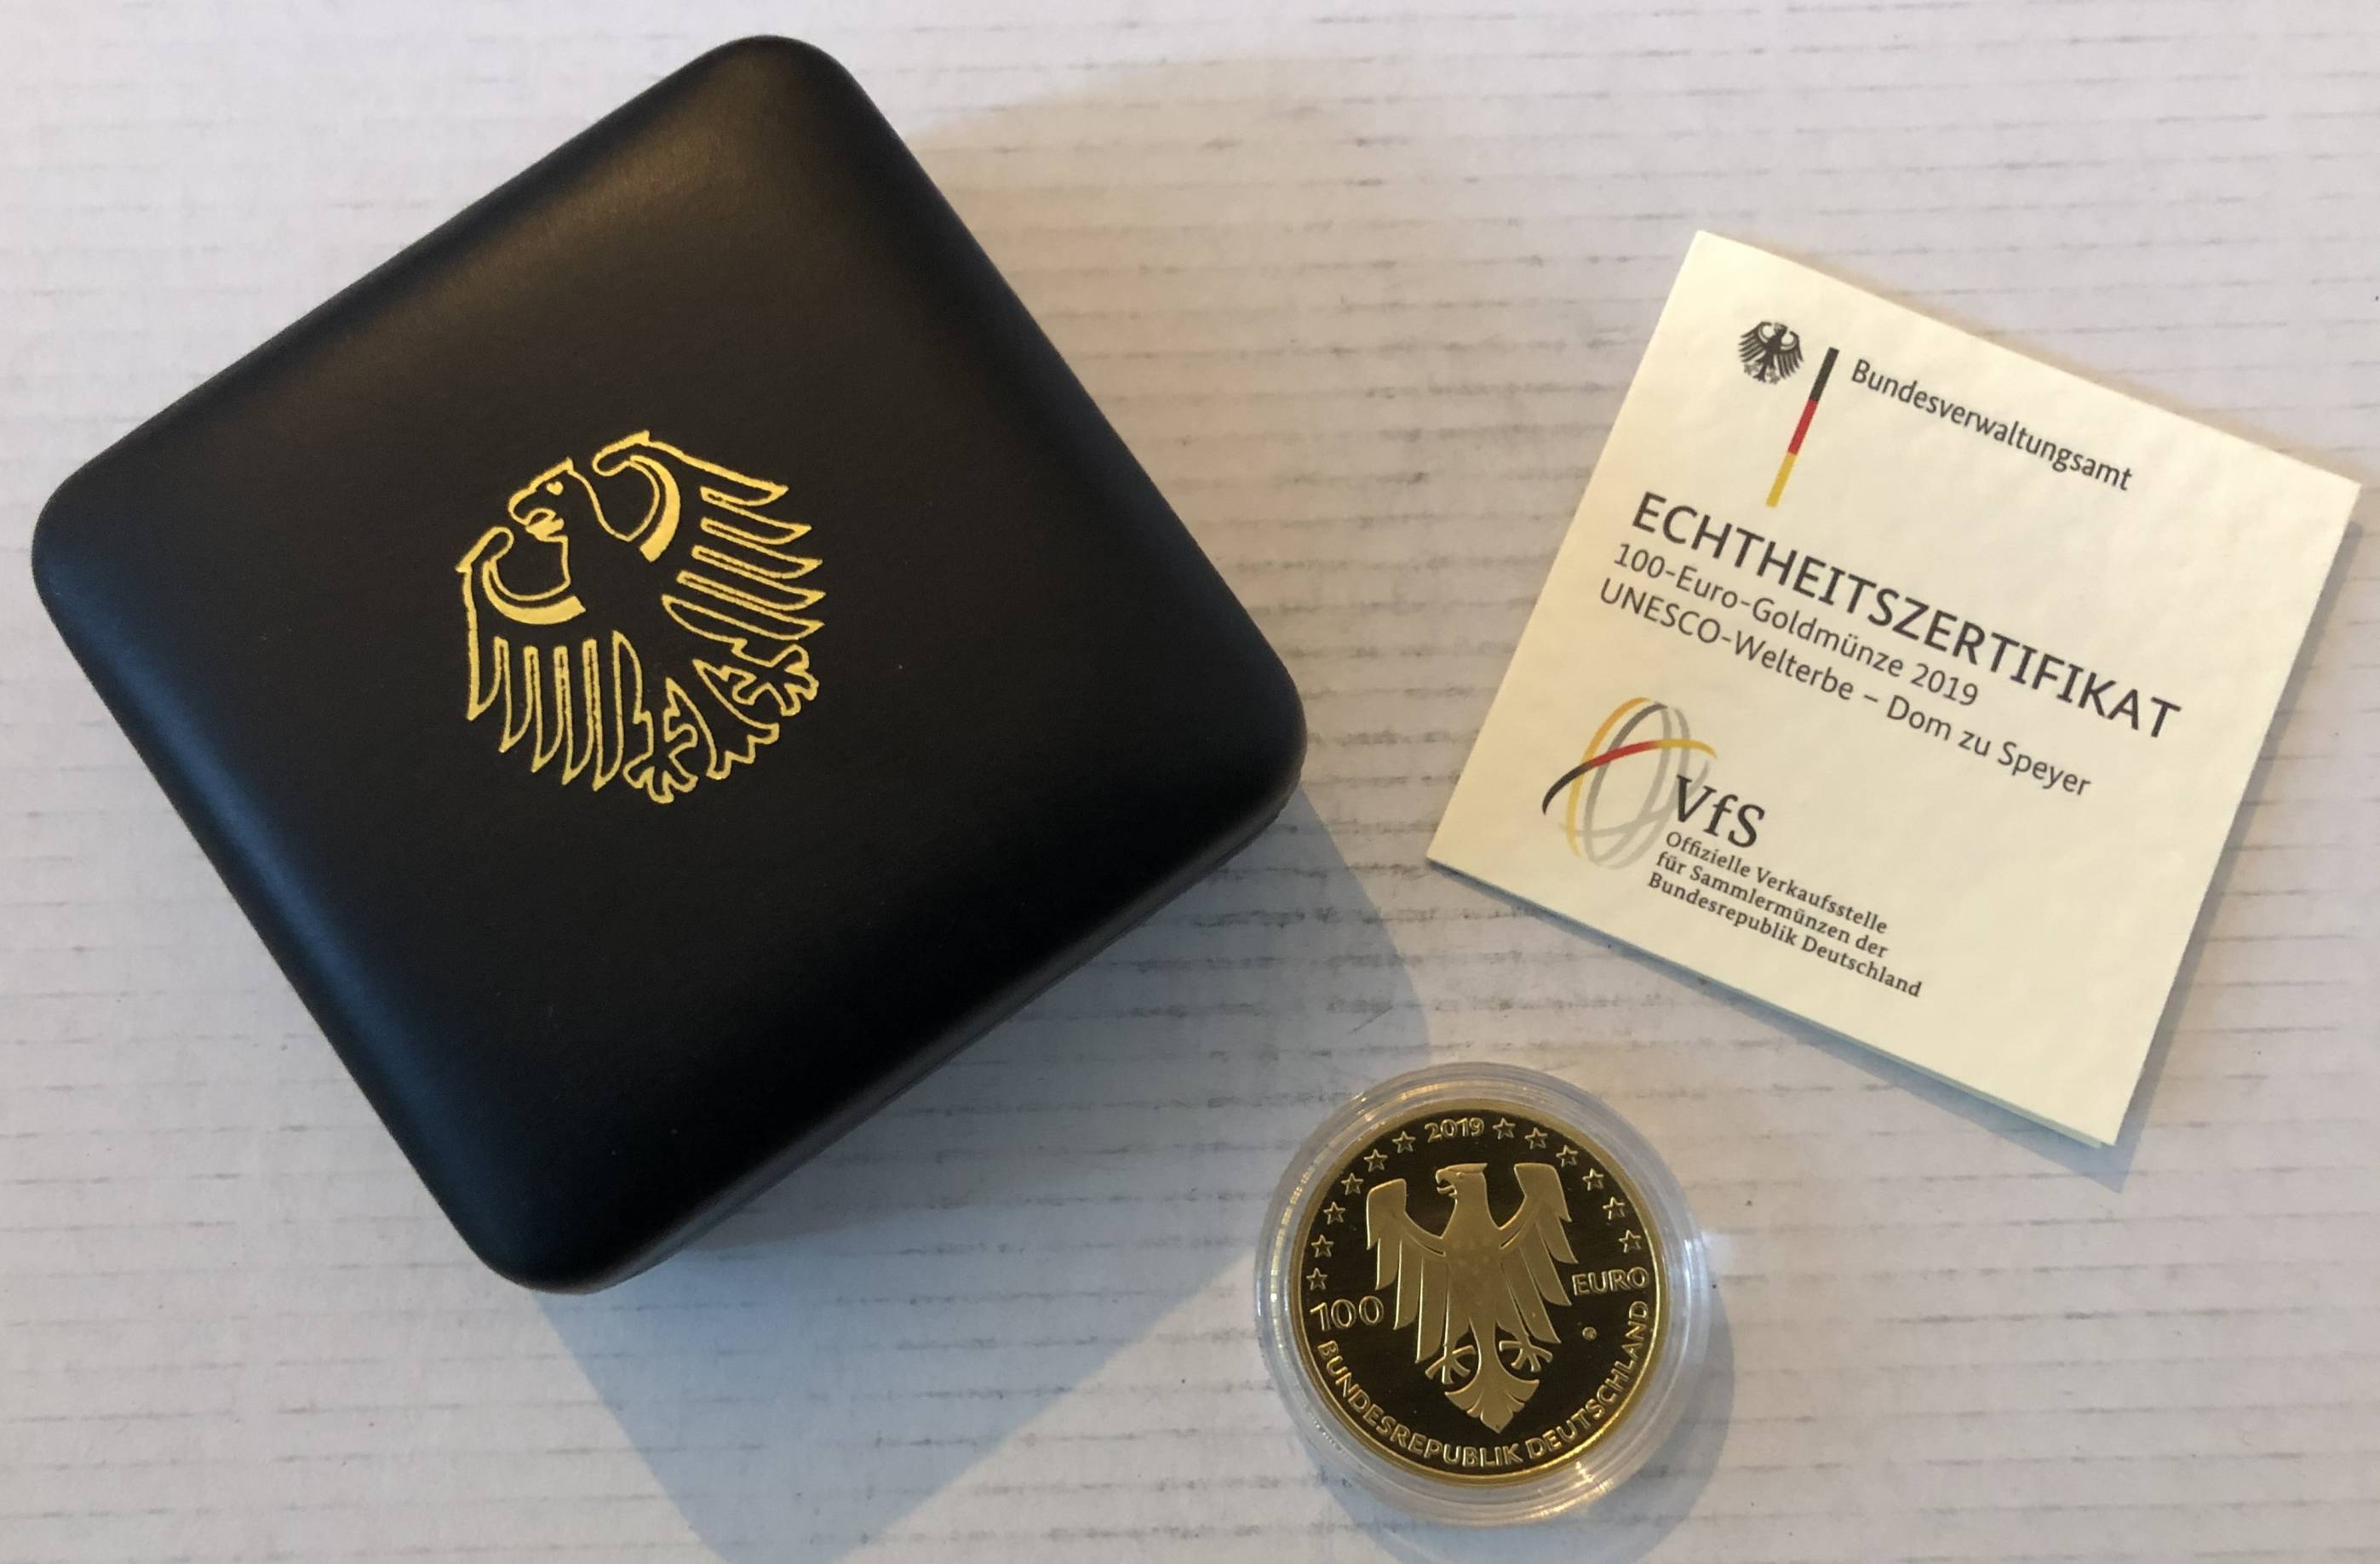 Bundesverwaltungsamt
ECHTHEITSZERTIFIKAT
100-Euro-Goldmünze 2019
UNESCO-Welterbe – Dom zu Speyer
VfS
Offizielle Verkaufsstelle
für Sammlermünzen der
Bundesrepublik Deutschland
2019
100 EURO
BUNDESREPUBLIK DEUTSCHLAND